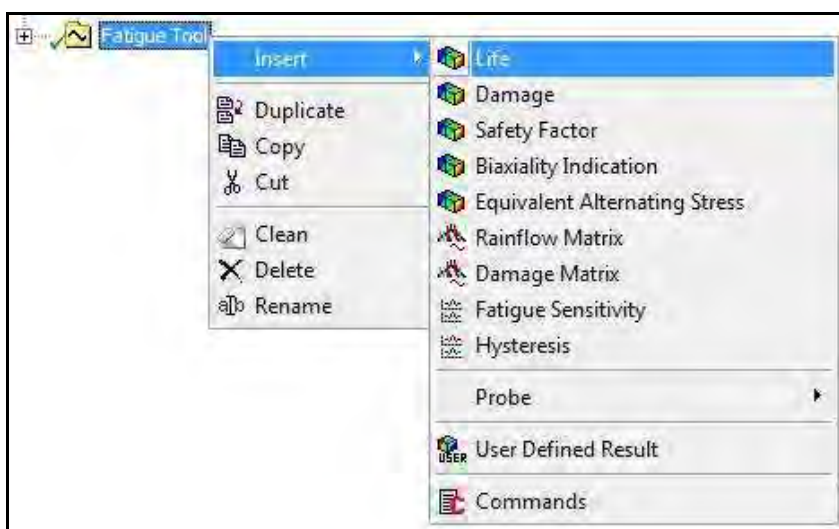 Fatigue Tool
Insert
Duplicate
Copy
Cut
Clean
Delete
Rename
Life
Damage
Safety Factor
Biaxiality Indication
Equivalent Alternating Stress
Rainflow Matrix
Damage Matrix
Fatigue Sensitivity
Hysteresis
Probe
USER User Defined Result
Commands